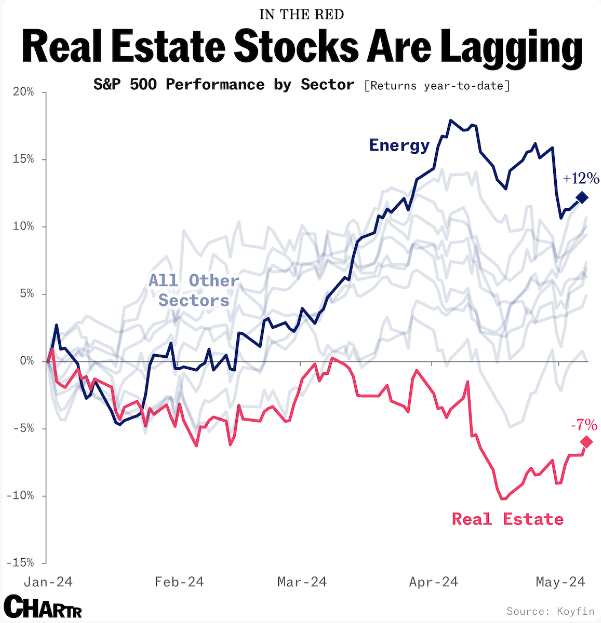 IN THE RED
Real Estate Stocks Are Lagging
S&P 500 Performance by Sector [Returns year-to-date]
20%
15%
10%
5%
0%
-5%
-10%
-15%
Energy
+12%
All Other
Sectors
-7%
Real Estate
Jan-24 Feb-24 Mar-24 Apr-24 May-24
CHARTR
Source: Koyfin